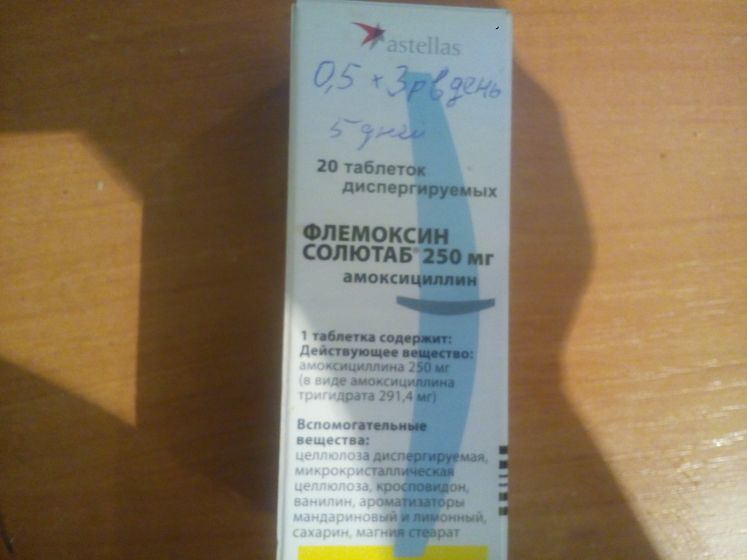 astellas
0,5 х 3р в день
5 дней
20 таблеток
диспергируемых
ФЛЕМОКСИН
СОЛЮТАБ® 250 мг
амоксициллин
1 таблетка содержит:
Действующее вещество:
амоксициллина 250 мг
(в виде амоксициллина
тригидрата 291,4 мг)
Вспомогательные
вещества:
целлюлоза диспергируемая,
микрокристаллическая
целлюлоза, кросповидон,
ванилин, ароматизаторы
мандариновый и лимонный,
сахарин, магния стеарат